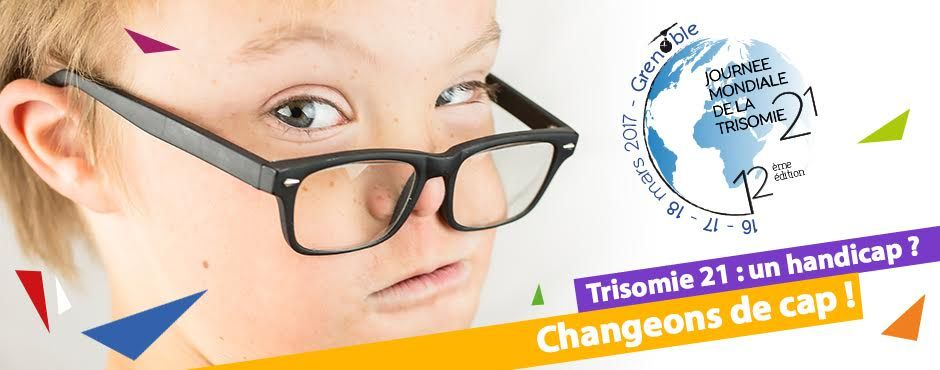 Grenoble
16 - 17 - 18 mars 2017 -
JOURNEE
MONDIALE
DE LA
TRISOMIE 21
12 ème
édition
Trisomie 21 : un handicap ?
Changeons de cap !